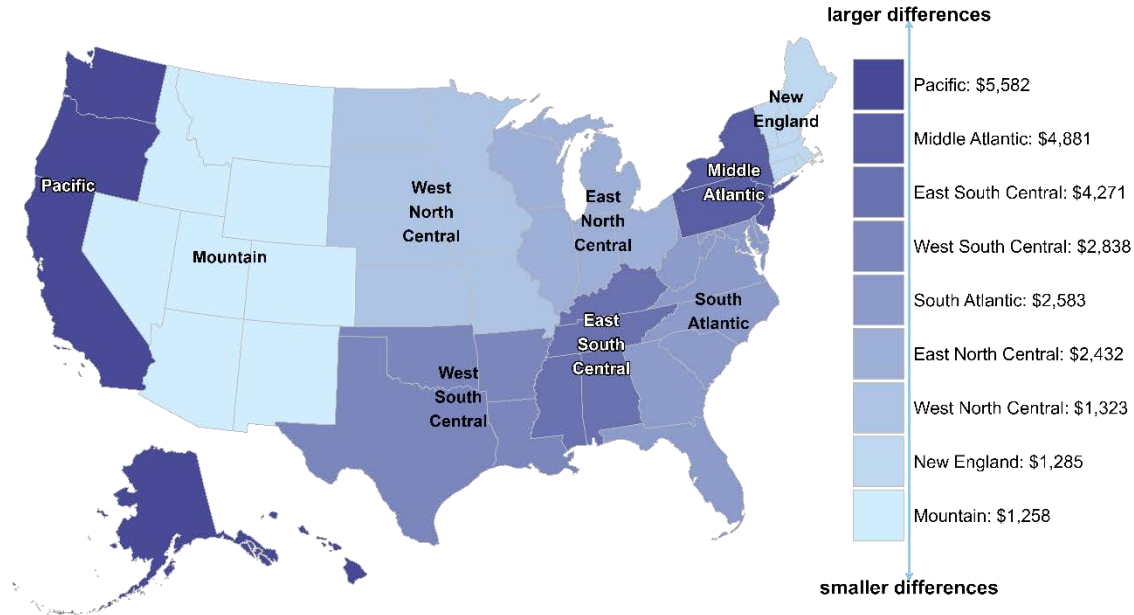 larger differences
Pacific: $5,582
Middle Atlantic: $4,881
East South Central: $4,271
West South Central: $2,838
South Atlantic: $2,583
East North Central: $2,432
West North Central: $1,323
New England: $1,285
Mountain: $1,258
smaller differences
Pacific
Mountain
West
North
Central
West
South
Central
East
North
Central
East
South
Central
South
Atlantic
Middle
Atlantic
New
England